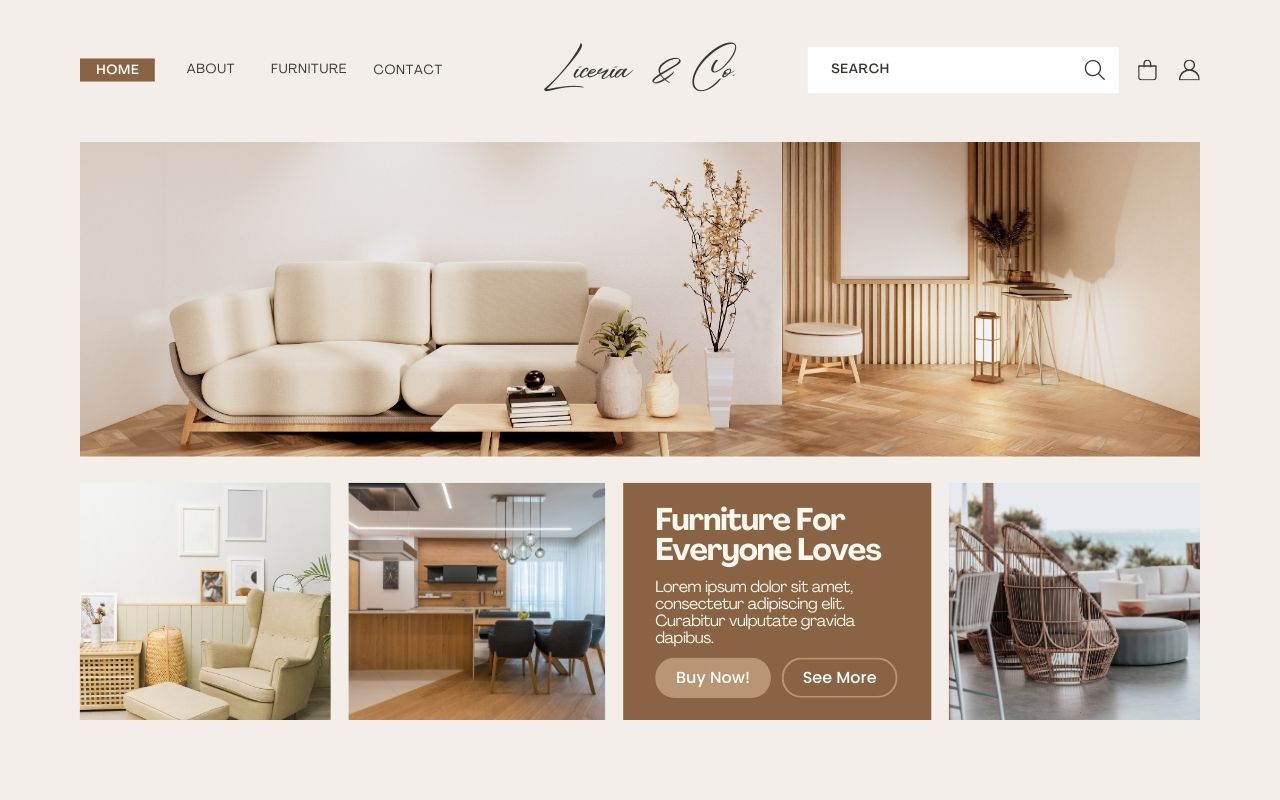 HOME
ABOUT
FURNITURE
CONTACT
Liceria & Co.
SEARCH
Furniture For
Everyone Loves
Lorem ipsum dolor sit amet,
consectetur adipiscing elit.
Curabitur vulputate gravida
dapibus.
Buy Now!
See More